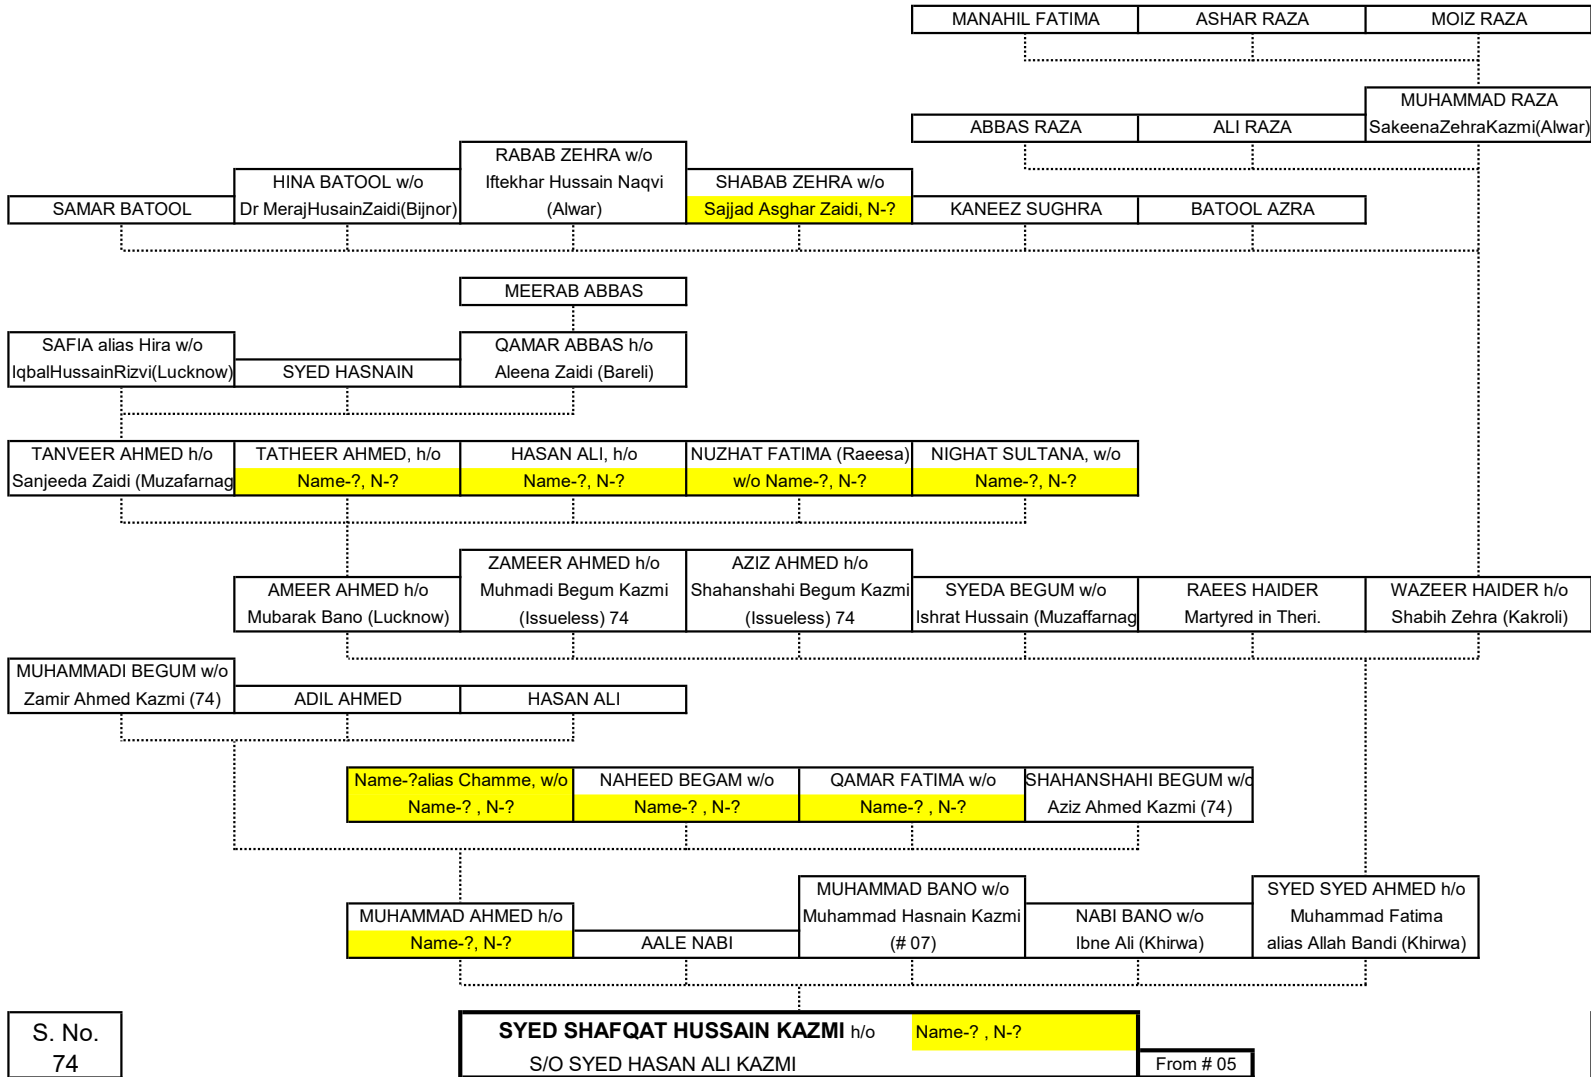 MANAHIL FATIMA
ASHAR RAZA
MOIZ RAZA
ABBAS RAZA
ALI RAZA
MUHAMMAD RAZA
SakeenaZehraKazmi(Alwar)
SAMAR BATOOL
HINA BATOOL w/o
Dr MerajHusainZaidi(Bijnor)
RABAB ZEHRA w/o
Iftekhar Hussain Naqvi
(Alwar)
SHABAB ZEHRA w/o
Sajjad Asghar Zaidi, N-?
KANEEZ SUGHRA
BATOOL AZRA
MEERAB ABBAS
SAFIA alias Hira w/o
IqbalHussainRizvi(Lucknow)
SYED HASNAIN
QAMAR ABBAS h/o
Aleena Zaidi (Bareli)
TANVEER AHMED h/o
Sanjeeda Zaidi (Muzafarnag
TATHEER AHMED, h/o
Name-?, N-?
HASAN ALI, h/o
Name-?, N-?
NUZHAT FATIMA (Raeesa)
w/o Name-?, N-?
NIGHAT SULTANA, w/o
Name-?, N-?
AMEER AHMED h/o
Mubarak Bano (Lucknow)
ZAMEER AHMED h/o
Muhmadi Begum Kazmi
(Issueless) 74
AZIZ AHMED h/o
Shahanshahi Begum Kazmi
(Issueless) 74
SYEDA BEGUM w/o
Ishrat Hussain (Muzaffarnag
RAEES HAIDER
Martyred in Theri.
WAZEER HAIDER h/o
Shabih Zehra (Kakroli)
MUHAMMADI BEGUM w/o
Zamir Ahmed Kazmi (74)
ADIL AHMED
HASAN ALI
Name-?alias Chamme, w/o
Name-? , N-?
NAHEED BEGAM w/o
Name-? , N-?
QAMAR FATIMA w/o
Name-? , N-?
SHAHANSHAHI BEGUM w/o
Aziz Ahmed Kazmi (74)
MUHAMMAD AHMED h/o
Name-?, N-?
AALE NABI
MUHAMMAD BANO w/o
Muhammad Hasnain Kazmi
(# 07)
NABI BANO w/o
Ibne Ali (Khirwa)
SYED SYED AHMED h/o
Muhammad Fatima
alias Allah Bandi (Khirwa)
S. No.
74
SYED SHAFQAT HUSSAIN KAZMI h/o Name-? , N-?
S/O SYED HASAN ALI KAZMI
From # 05